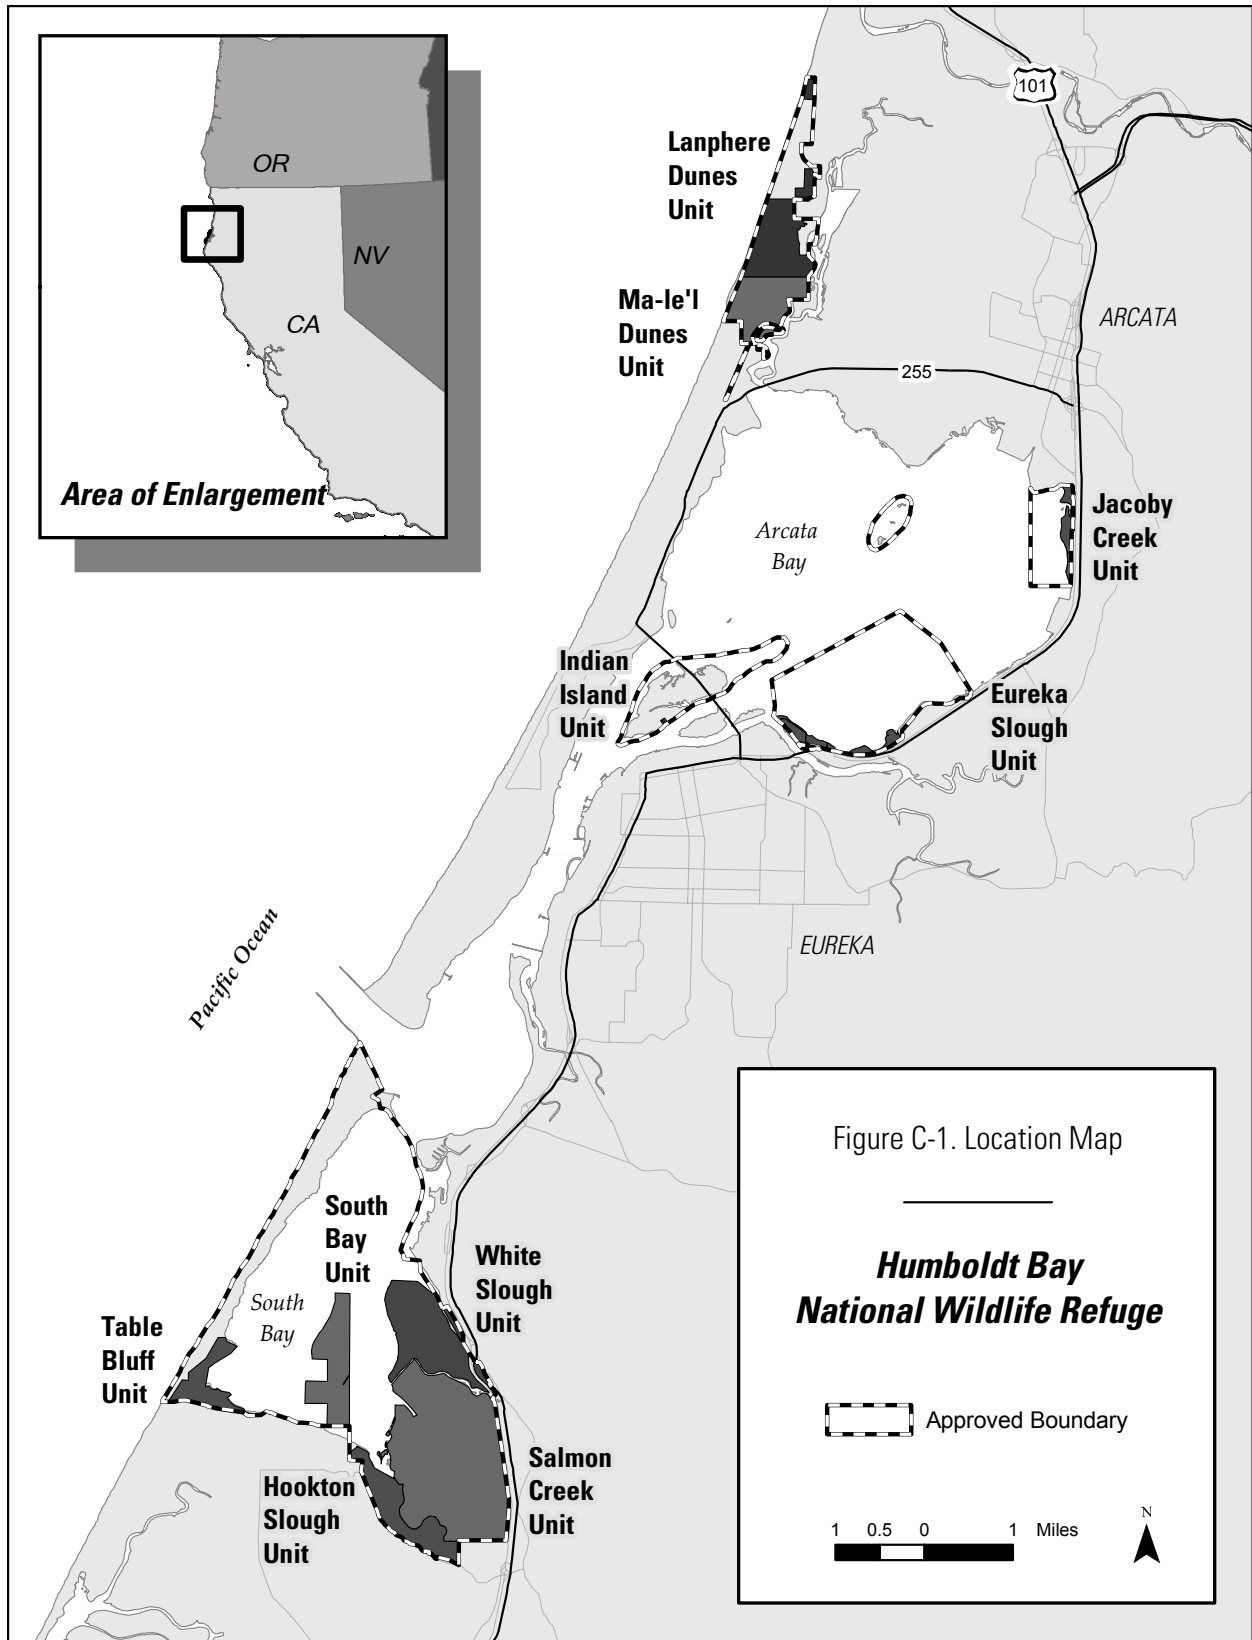 OR
NV
CA
Area of Enlargement
101
Lanphere
Dunes
Unit
Ma-le'l
Dunes
Unit
ARCATA
255
Arcata
Bay
Jacoby
Creek
Unit
Indian
Island
Unit
Eureka
Slough
Unit
EUREKA
Pacific Ocean
South
Bay
Unit
White
Slough
Unit
South
Bay
Table
Bluff
Unit
Hookton
Slough
Unit
Salmon
Creek
Unit
Figure C-1. Location Map
Humboldt Bay
National Wildlife Refuge
Approved Boundary
1 0.5 0 1 Miles
N